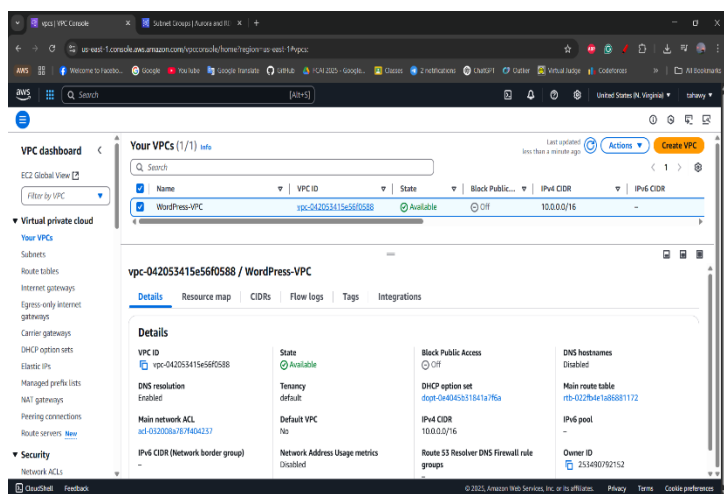 vpcs | VPC Console
Subnet Groups | Aurora and RD
us-east-1.console.aws.amazon.com/vpcconsole/home?region=us-east-1#vpcs:
AWS
Welcome to Facebo...
Google
YouTube
Google Translate
GitHub
FCAI 2025 - Google...
Classes
2 notifications
ChatGPT
Outlier
Virtual Judge
Codeforces
All Bookmarks
aws
Search
[Alt+S]
United States (N. Virginia)
tahawy
VPC dashboard
EC2 Global View
Filter by VPC
Virtual private cloud
Your VPCs
Subnets
Route tables
Internet gateways
Egress-only internet
gateways
Carrier gateways
DHCP option sets
Elastic IPs
Managed prefix lists
NAT gateways
Peering connections
Route servers New
Security
Network ACLs
Your VPCs (1/1) Info
Last updated
less than a minute ago
Actions
Create VPC
Search
1
Name
VPC ID
State
Block Public...
IPv4 CIDR
IPv6 CIDR
WordPress-VPC
vpc-042053415e56f0588
Available
Off
10.0.0.0/16
–
vpc-042053415e56f0588 / WordPress-VPC
Details
Resource map
CIDRs
Flow logs
Tags
Integrations
Details
VPC ID
vpc-042053415e56f0588
State
Available
Block Public Access
Off
DNS hostnames
Disabled
DNS resolution
Enabled
Tenancy
default
DHCP option set
dopt-0e4045b31841a7f6a
Main route table
rtb-022fb4e1a86881172
Main network ACL
acl-032008a787f404237
Default VPC
No
IPv4 CIDR
10.0.0.0/16
IPv6 pool
–
IPv6 CIDR (Network border group)
–
Network Address Usage metrics
Disabled
Route 53 Resolver DNS Firewall rule
groups
–
Owner ID
253490792152
CloudShell
Feedback
© 2025, Amazon Web Services, Inc. or its affiliates.
Privacy
Terms
Cookie preferences